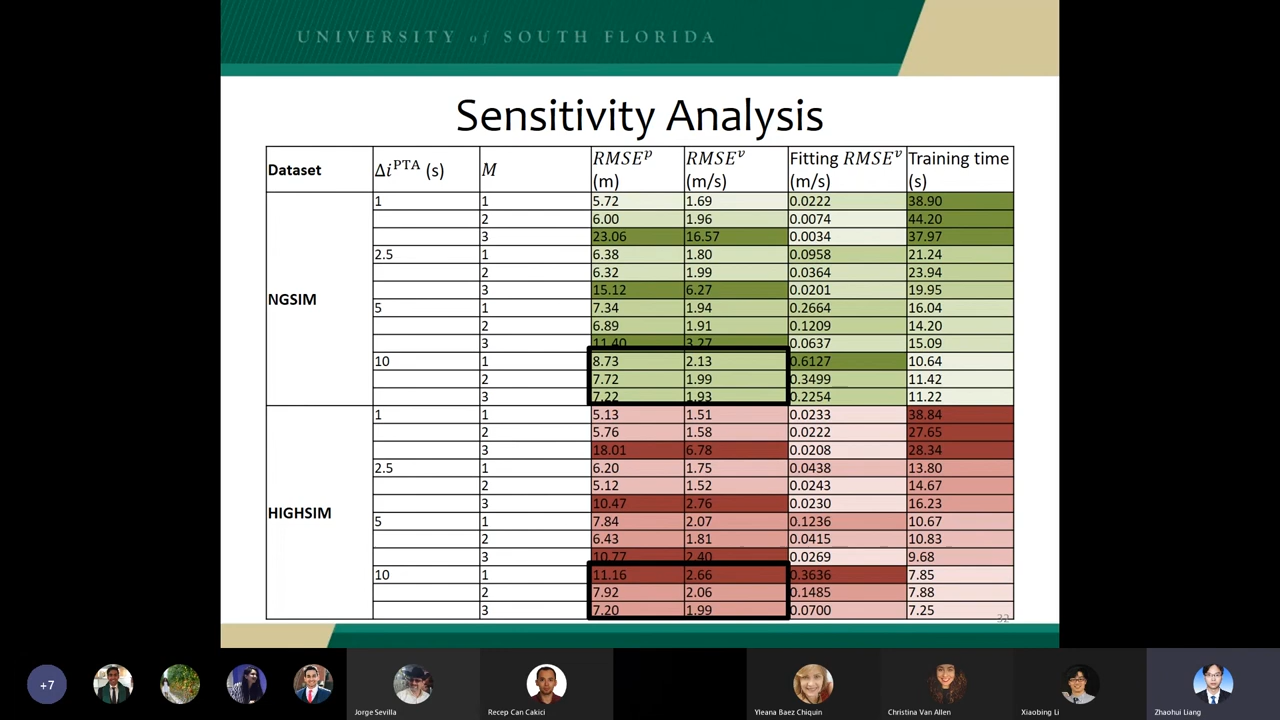 UNIVERSITY of SOUTH FLORIDA
Sensitivity Analysis
Dataset Δi^PTA (s) M RMSE^p (m) RMSE^v (m/s) Fitting RMSE^v (m/s) Training time (s)
NGSIM
1 1 5.72 1.69 0.0222 38.90
2 6.00 1.96 0.0074 44.20
3 23.06 16.57 0.0034 37.97
2.5 1 6.38 1.80 0.0958 21.24
2 6.32 1.99 0.0364 23.94
3 15.12 6.27 0.0201 19.95
5 1 7.34 1.94 0.2664 16.04
2 6.89 1.91 0.1209 14.20
3 11.40 3.27 0.0637 15.09
10 1 8.73 2.13 0.6127 10.64
2 7.72 1.99 0.3499 11.42
3 7.22 1.93 0.2254 11.22
HIGHSIM
1 1 5.13 1.51 0.0233 38.84
2 5.76 1.58 0.0222 27.65
3 18.01 6.78 0.0208 28.34
2.5 1 6.20 1.75 0.0438 13.80
2 5.12 1.52 0.0243 14.67
3 10.47 2.76 0.0230 16.23
5 1 7.84 2.07 0.1236 10.67
2 6.43 1.81 0.0415 10.83
3 10.77 2.40 0.0269 9.68
10 1 11.16 2.66 0.3636 7.85
2 7.92 2.06 0.1485 7.88
3 7.20 1.99 0.0700 7.25
32
+7
Jorge Sevilla
Recep Can Cakici
Yleana Baez Chiquin
Christina Van Allen
Xiaobing Li
Zhaohui Liang